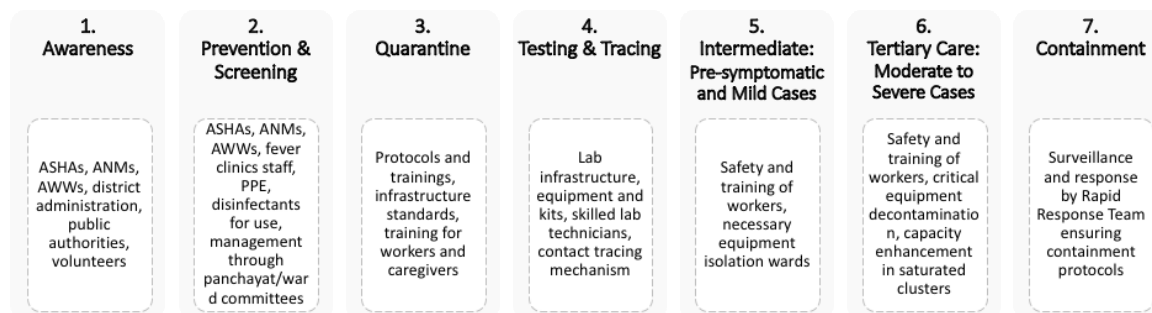 1.
Awareness
ASHAs, ANMs,
AWWs, district
administration,
public
authorities,
volunteers
2.
Prevention &
Screening
ASHAs, ANMs,
AWWs, fever
clinics staff,
PPE,
disinfectants
for use,
management
through
panchayat/war
d committees
3.
Quarantine
Protocols and
trainings,
infrastructure
standards,
training for
workers and
caregivers
4.
Testing & Tracing
Lab
infrastructure,
equipment and
kits, skilled lab
technicians,
contact tracing
mechanism
5.
Intermediate:
Pre-symptomatic
and Mild Cases
Safety and
training of
workers,
necessary
equipment
isolation wards
6.
Tertiary Care:
Moderate to
Severe Cases
Safety and
training of
workers, critical
equipment
decontaminatio
n, capacity
enhancement
in saturated
clusters
7.
Containment
Surveillance
and response
by Rapid
Response Team
ensuring
containment
protocols